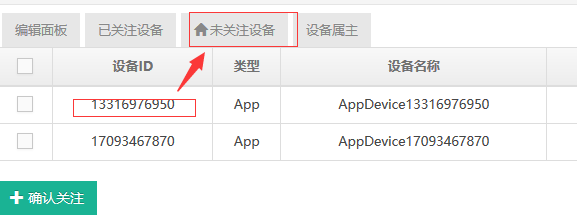 编辑面板 已关注设备 未关注设备 设备属主
设备ID 类型 设备名称
13316976950 App AppDevice13316976950
17093467870 App AppDevice17093467870
确认关注